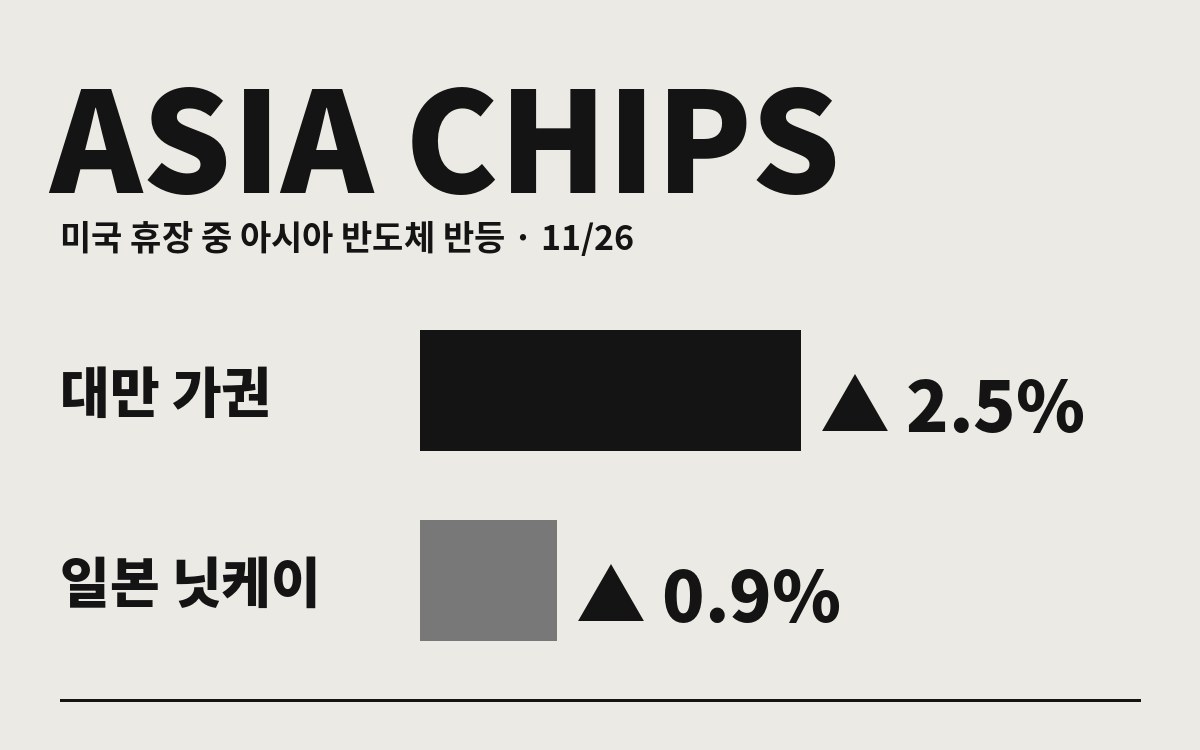 ASIA CHIPS
미국 휴장 중 아시아 반도체 반등 · 11/26
대만 가권 ▲ 2.5%
일본 닛케이 ▲ 0.9%